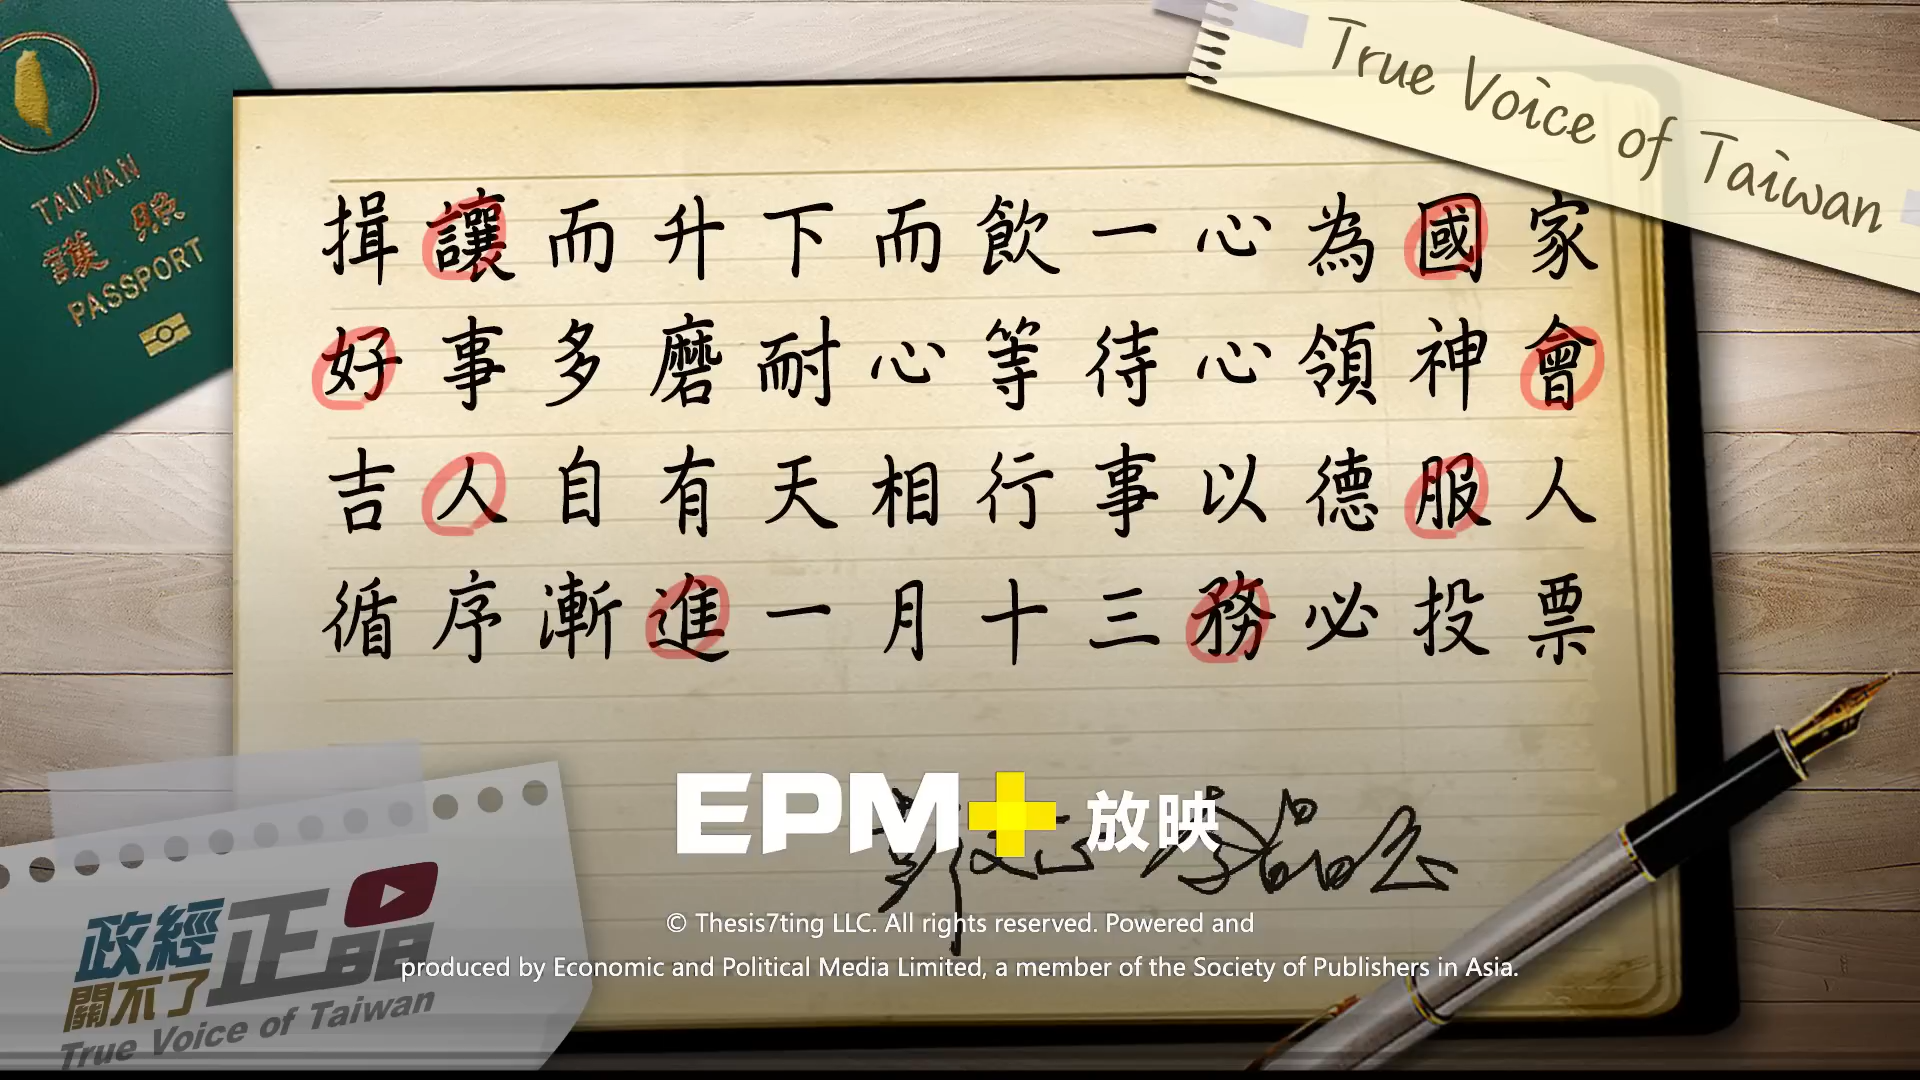 True Voice of Taiwan
TAIWAN
護照
PASSPORT
揖讓而升下而飲一心為國家
好事多磨耐心等待心領神會
吉人自有天相行事以德服人
循序漸進一月十三務必投票
EPM+ 放映
© Thesis7ting LLC. All rights reserved. Powered and
produced by Economic and Political Media Limited, a member of the Society of Publishers in Asia.
政經
關不了
正晶
True Voice of Taiwan